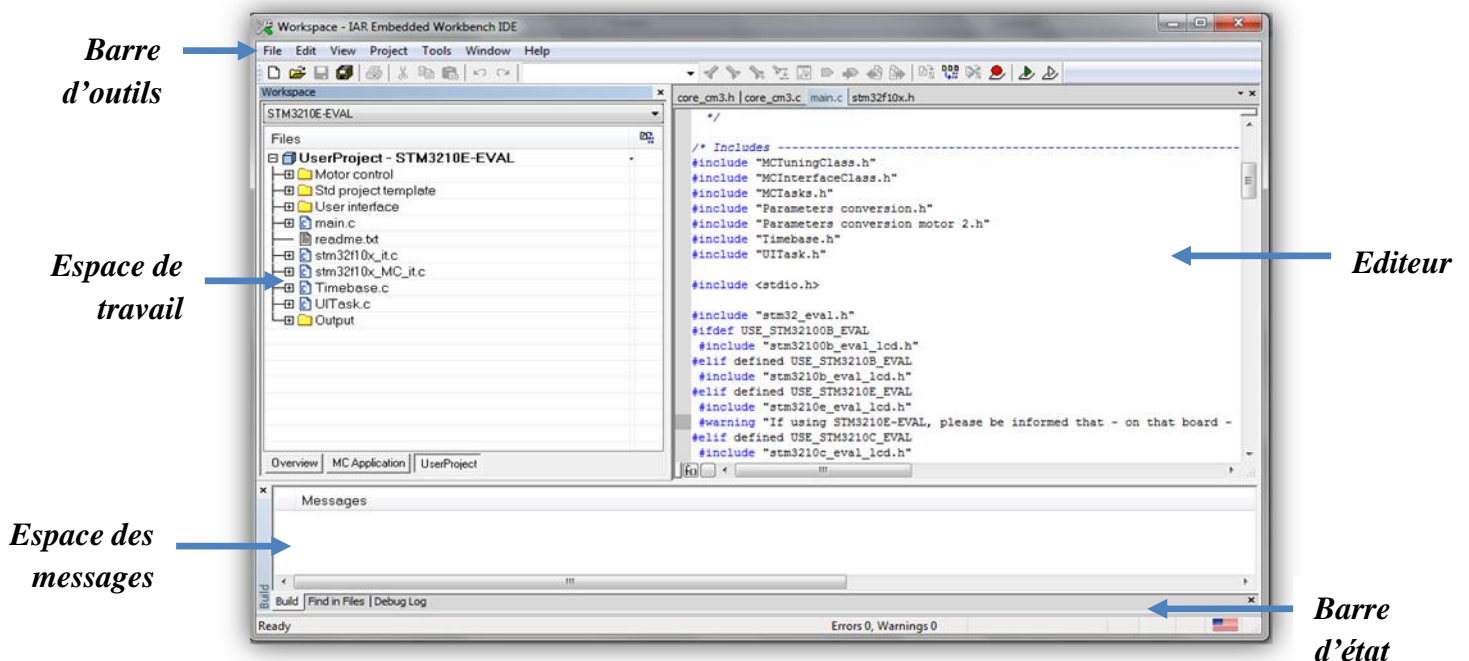 Workspace - IAR Embedded Workbench IDE
File Edit View Project Tools Window Help
Barre
d'outils
Workspace
STM3210E-EVAL
Files
UserProject - STM3210E-EVAL
Motor control
Std project template
User interface
main.c
readme.txt
stm32f10x_it.c
stm32f10x_MC_it.c
Timebase.c
UITask.c
Output
Overview MC Application UserProject
Espace de
travail
core_cm3.h core_cm3.c main.c stm32f10x.h
*/
/* Includes ------------------------------------------------------------
#include "MCTuningClass.h"
#include "MCInterfaceClass.h"
#include "MCTasks.h"
#include "Parameters conversion.h"
#include "Parameters conversion motor 2.h"
#include "Timebase.h"
#include "UITask.h"
#include <stdio.h>
#include "stm32_eval.h"
#ifdef USE_STM32100B_EVAL
#include "stm32100b_eval_lcd.h"
#elif defined USE_STM3210B_EVAL
#include "stm3210b_eval_lcd.h"
#elif defined USE_STM3210E_EVAL
#include "stm3210e_eval_lcd.h"
#warning "If using STM3210E-EVAL, please be informed that - on that board -
#elif defined USE_STM3210C_EVAL
#include "stm3210c_eval_lcd.h"
fo
Editeur
Messages
Espace des
messages
Build
Build Find in Files Debug Log
Ready Errors 0, Warnings 0
Barre
d'état